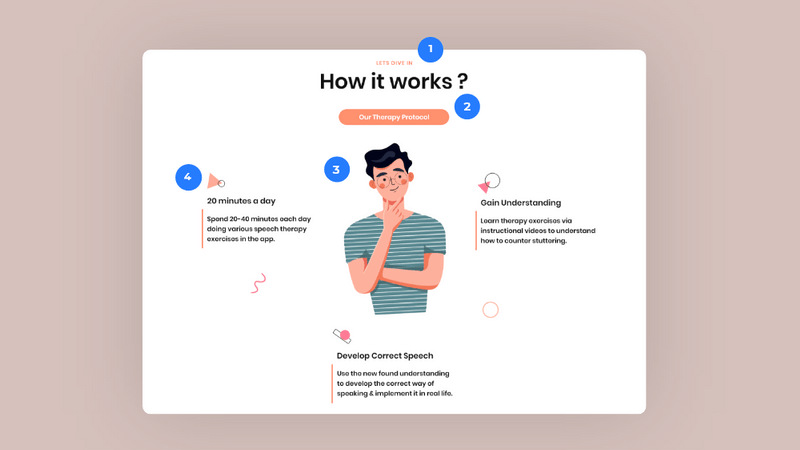 1
LETS DIVE IN
How it works ?
2
Our Therapy Protocol
3
4
20 minutes a day
Spend 20-40 minutes each day
doing various speech therapy
exercises in the app.
Gain Understanding
Learn therapy exercises via
instructional videos to understand
how to counter stuttering.
Develop Correct Speech
Use the new found understanding
to develop the correct way of
speaking & implement it in real life.